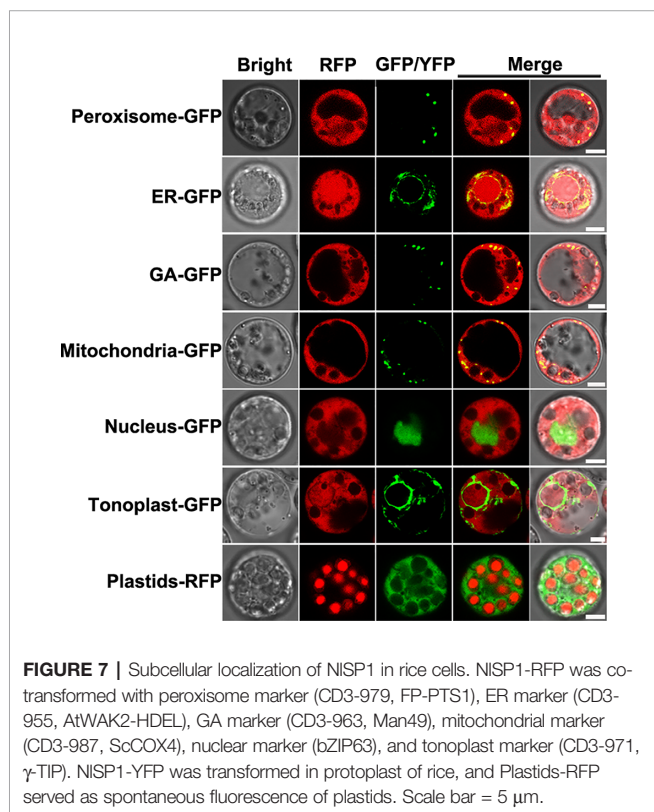 Bright RFP GFP/YFP Merge
Peroxisome-GFP
ER-GFP
GA-GFP
Mitochondria-GFP
Nucleus-GFP
Tonoplast-GFP
Plastids-RFP
FIGURE 7 | Subcellular localization of NISP1 in rice cells. NISP1-RFP was co-
transformed with peroxisome marker (CD3-979, FP-PTS1), ER marker (CD3-
955, AtWAK2-HDEL), GA marker (CD3-963, Man49), mitochondrial marker
(CD3-987, ScCOX4), nuclear marker (bZIP63), and tonoplast marker (CD3-971,
γ-TIP). NISP1-YFP was transformed in protoplast of rice, and Plastids-RFP
served as spontaneous fluorescence of plastids. Scale bar = 5 μm.